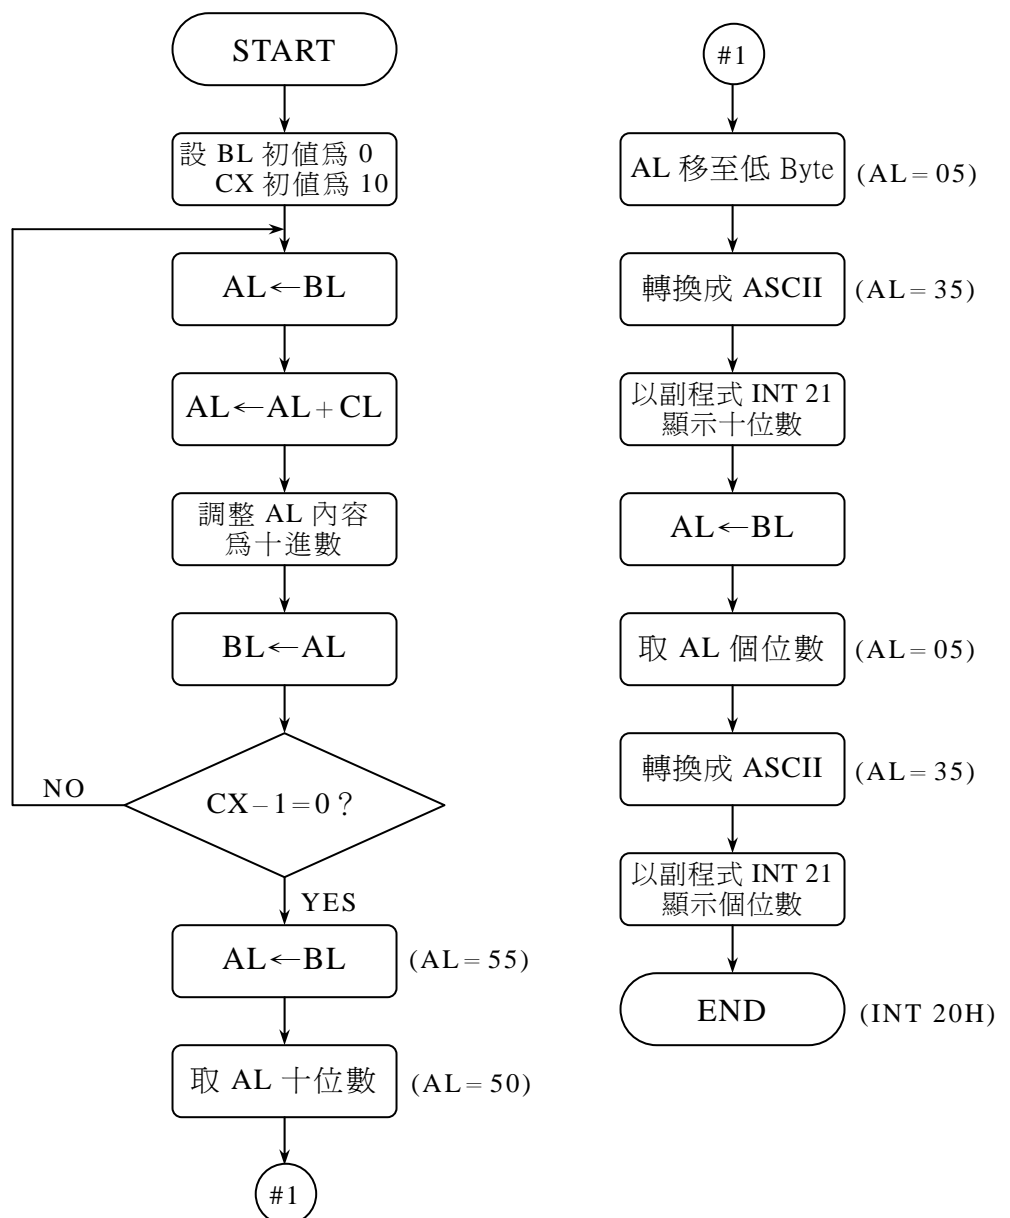 START
設 BL 初值爲 0
CX 初值爲 10
AL←BL
AL←AL+CL
調整 AL 內容
爲十進數
BL←AL
NO
CX–1=0？
YES
AL←BL
(AL=55)
取 AL 十位數
(AL=50)
#1
#1
AL 移至低 Byte
(AL=05)
轉換成 ASCII
(AL=35)
以副程式 INT 21
顯示十位數
AL←BL
取 AL 個位數
(AL=05)
轉換成 ASCII
(AL=35)
以副程式 INT 21
顯示個位數
END
(INT 20H)